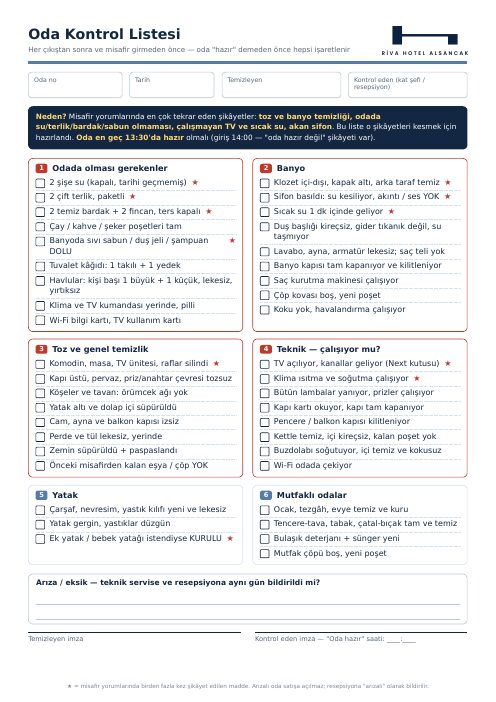 Oda Kontrol Listesi
Her çıkıştan sonra ve misafir girmeden önce — oda "hazır" demeden önce hepsi işaretlenir
RİVA HOTEL ALSANCAK
Oda no
Tarih
Temizleyen
Kontrol eden (kat şefi /
resepsiyon)
Neden? Misafir yorumlarında en çok tekrar eden şikâyetler: toz ve banyo temizliği, odada
su/terlik/bardak/sabun olmaması, çalışmayan TV ve sıcak su, akan sifon. Bu liste o şikâyetleri kesmek için
hazırlandı. Oda en geç 13:30'da hazır olmalı (giriş 14:00 — "oda hazır değil" şikâyeti var).
1 Odada olması gerekenler
2 şişe su (kapalı, tarihi geçmemiş) ★
2 çift terlik, paketli ★
2 temiz bardak + 2 fincan, ters kapalı ★
Çay / kahve / şeker poşetleri tam
Banyoda sıvı sabun / duş jeli / şampuan ★
DOLU
Tuvalet kâğıdı: 1 takılı + 1 yedek
Havlular: kişi başı 1 büyük + 1 küçük, lekesiz,
yırtıksız
Klima ve TV kumandası yerinde, pilli
Wi-Fi bilgi kartı, TV kullanım kartı
2 Banyo
Klozet içi-dışı, kapak altı, arka taraf temiz ★
Sifon basıldı: su kesiliyor, akıntı / ses YOK ★
Sıcak su 1 dk içinde geliyor ★
Duş başlığı kireçsiz, gider tıkanık değil, su
taşmıyor
Lavabo, ayna, armatür lekesiz; saç teli yok
Banyo kapısı tam kapanıyor ve kilitleniyor
Saç kurutma makinesi çalışıyor
Çöp kovası boş, yeni poşet
Koku yok, havalandırma çalışıyor
3 Toz ve genel temizlik
Komodin, masa, TV ünitesi, raflar silindi ★
Kapı üstü, pervaz, priz/anahtar çevresi tozsuz
Köşeler ve tavan: örümcek ağı yok
Yatak altı ve dolap içi süpürüldü
Cam, ayna ve balkon kapısı izsiz
Perde ve tül lekesiz, yerinde
Zemin süpürüldü + paspaslandı
Önceki misafirden kalan eşya / çöp YOK
4 Teknik — çalışıyor mu?
TV açılıyor, kanallar geliyor (Next kutusu) ★
Klima ısıtma ve soğutma çalışıyor ★
Bütün lambalar yanıyor, prizler çalışıyor
Kapı kartı okuyor, kapı tam kapanıyor
Pencere / balkon kapısı kilitleniyor
Kettle temiz, içi kireçsiz, kalan poşet yok
Buzdolabı soğutuyor, içi temiz ve kokusuz
Wi-Fi odada çekiyor
5 Yatak
Çarşaf, nevresim, yastık kılıfı yeni ve lekesiz
Yatak gergin, yastıklar düzgün
Ek yatak / bebek yatağı istendiyse KURULU ★
6 Mutfaklı odalar
Ocak, tezgâh, evye temiz ve kuru
Tencere-tava, tabak, çatal-bıçak tam ve temiz
Bulaşık deterjanı + sünger yeni
Mutfak çöpü boş, yeni poşet
Arıza / eksik — teknik servise ve resepsiyona aynı gün bildirildi mi?
Temizleyen imza
Kontrol eden imza — "Oda hazır" saati: ____:____
★ = misafir yorumlarında birden fazla kez şikâyet edilen madde. Arızalı oda satışa açılmaz; resepsiyona "arızalı" olarak bildirilir.